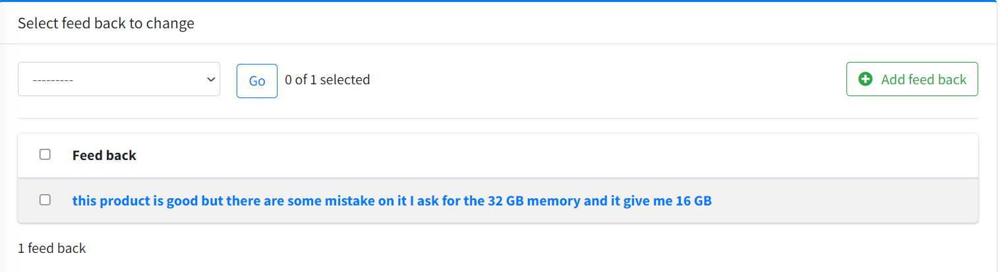 Select feed back to change
---------
Go
0 of 1 selected
Add feed back
Feed back
this product is good but there are some mistake on it I ask for the 32 GB memory and it give me 16 GB
1 feed back